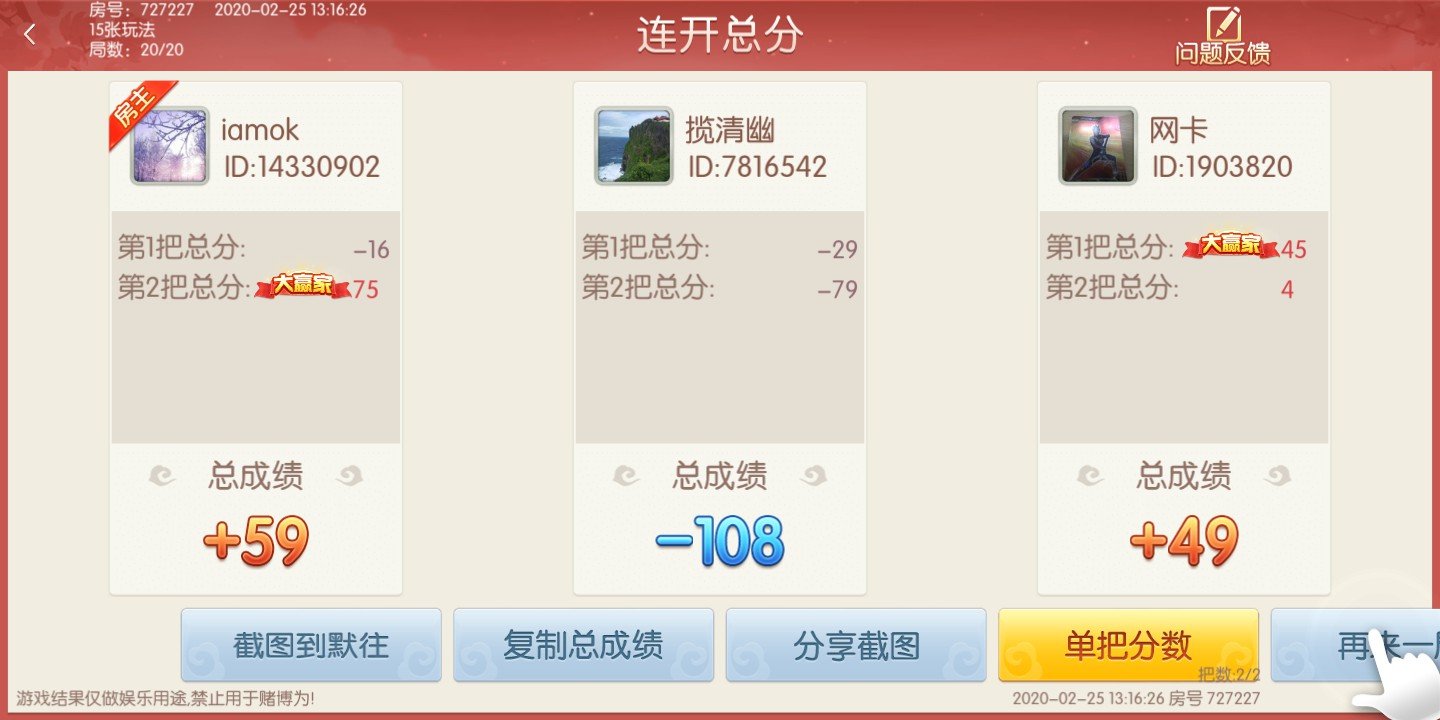 房号：727227 2020-02-25 13:16:26
15张玩法
局数：20/20
连开总分
问题反馈
房主
iamok
ID:14330902
第1把总分: -16
第2把总分: 大赢家 75
总成绩
+59
揽清幽
ID:7816542
第1把总分: -29
第2把总分: -79
总成绩
-108
网卡
ID:1903820
第1把总分: 大赢家 45
第2把总分: 4
总成绩
+49
截图到默往
复制总成绩
分享截图
单把分数
把数:2/2
再来一
游戏结果仅做娱乐用途,禁止用于赌博为!
2020-02-25 13:16:26 房号 727227